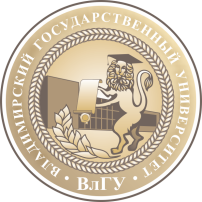 ВЛАДИМИРСКИЙ ГОСУДАРСТВЕННЫЙ УНИВЕРСИТЕТ
ВлГУ